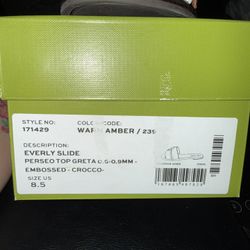 STYLE NO:
COLOR CODE:
171429
WARM AMBER / 239
DESCRIPTION:
EVERLY SLIDE
PERSEO TOP GRETA 0.6-0.9MM -
EMBOSSED - CROCCO-
SIZE US
8.5